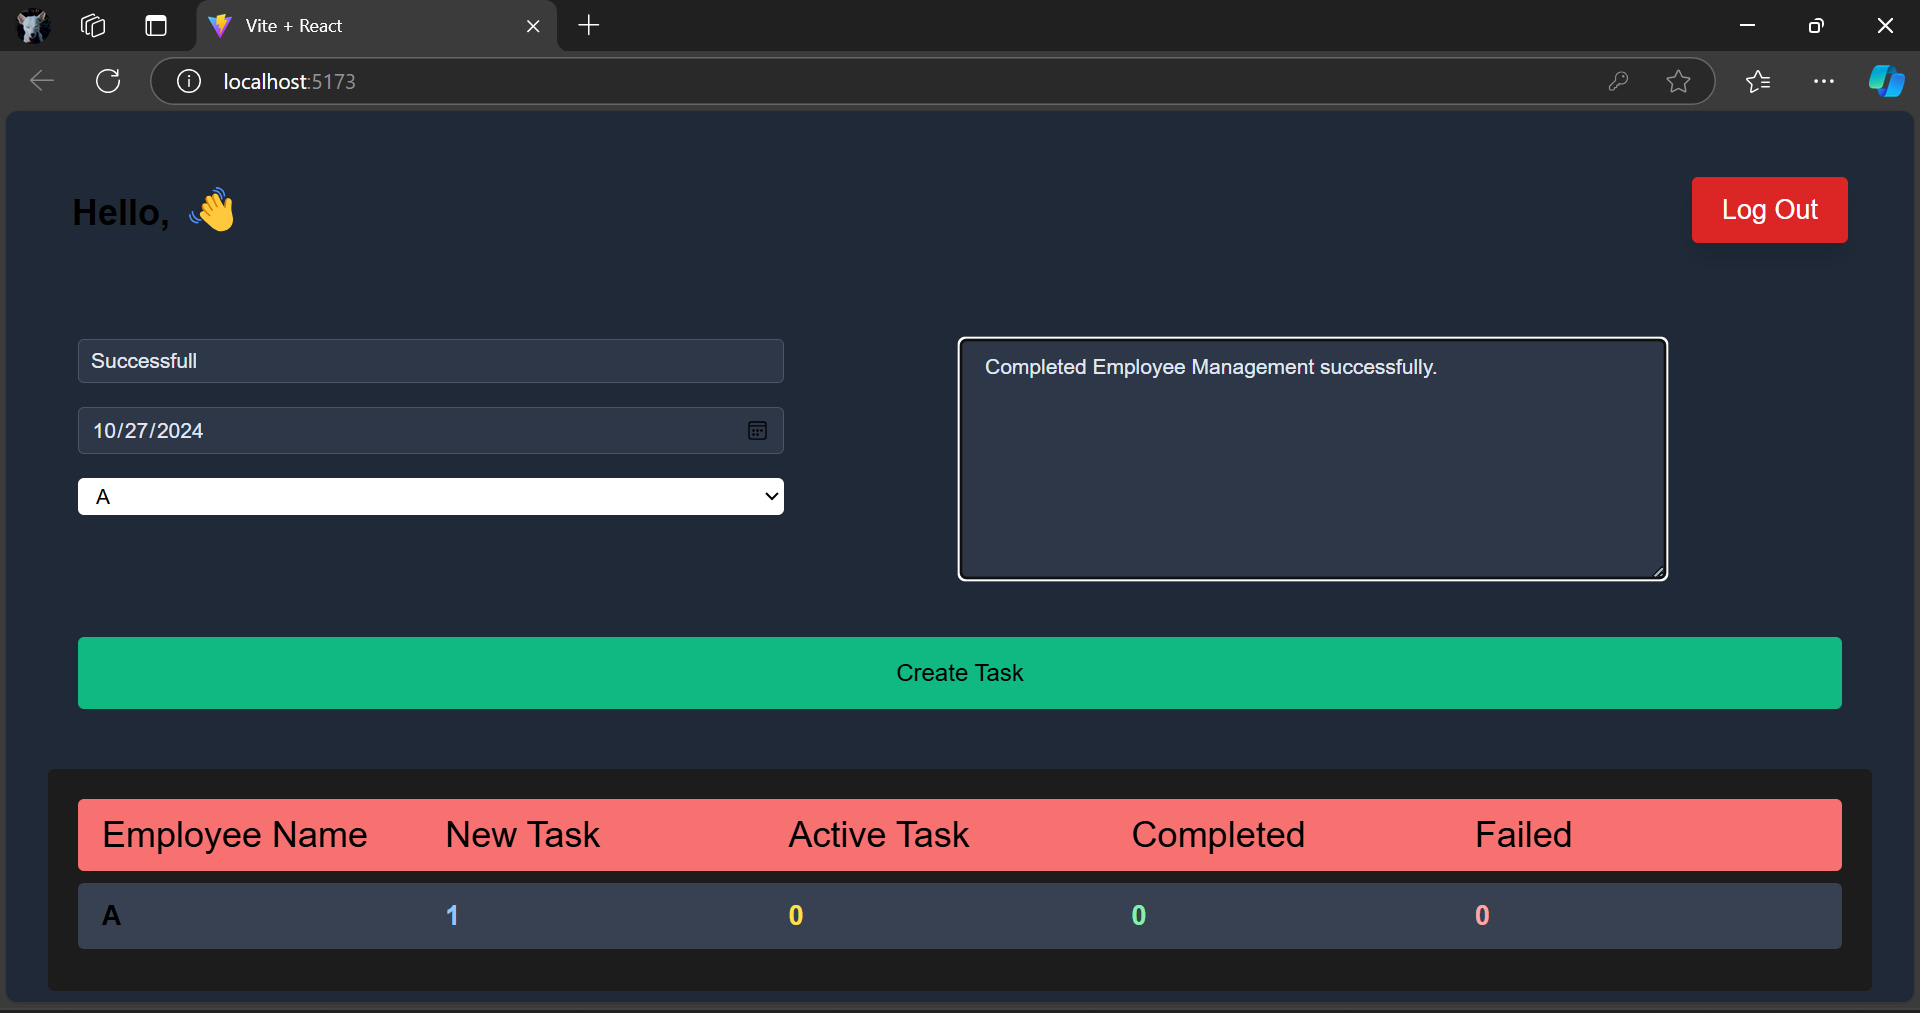 Vite + React
localhost:5173
Hello, 👋
Log Out
Successfull
10/27/2024
A
Completed Employee Management successfully.
Create Task
Employee Name New Task Active Task Completed Failed
A 1 0 0 0